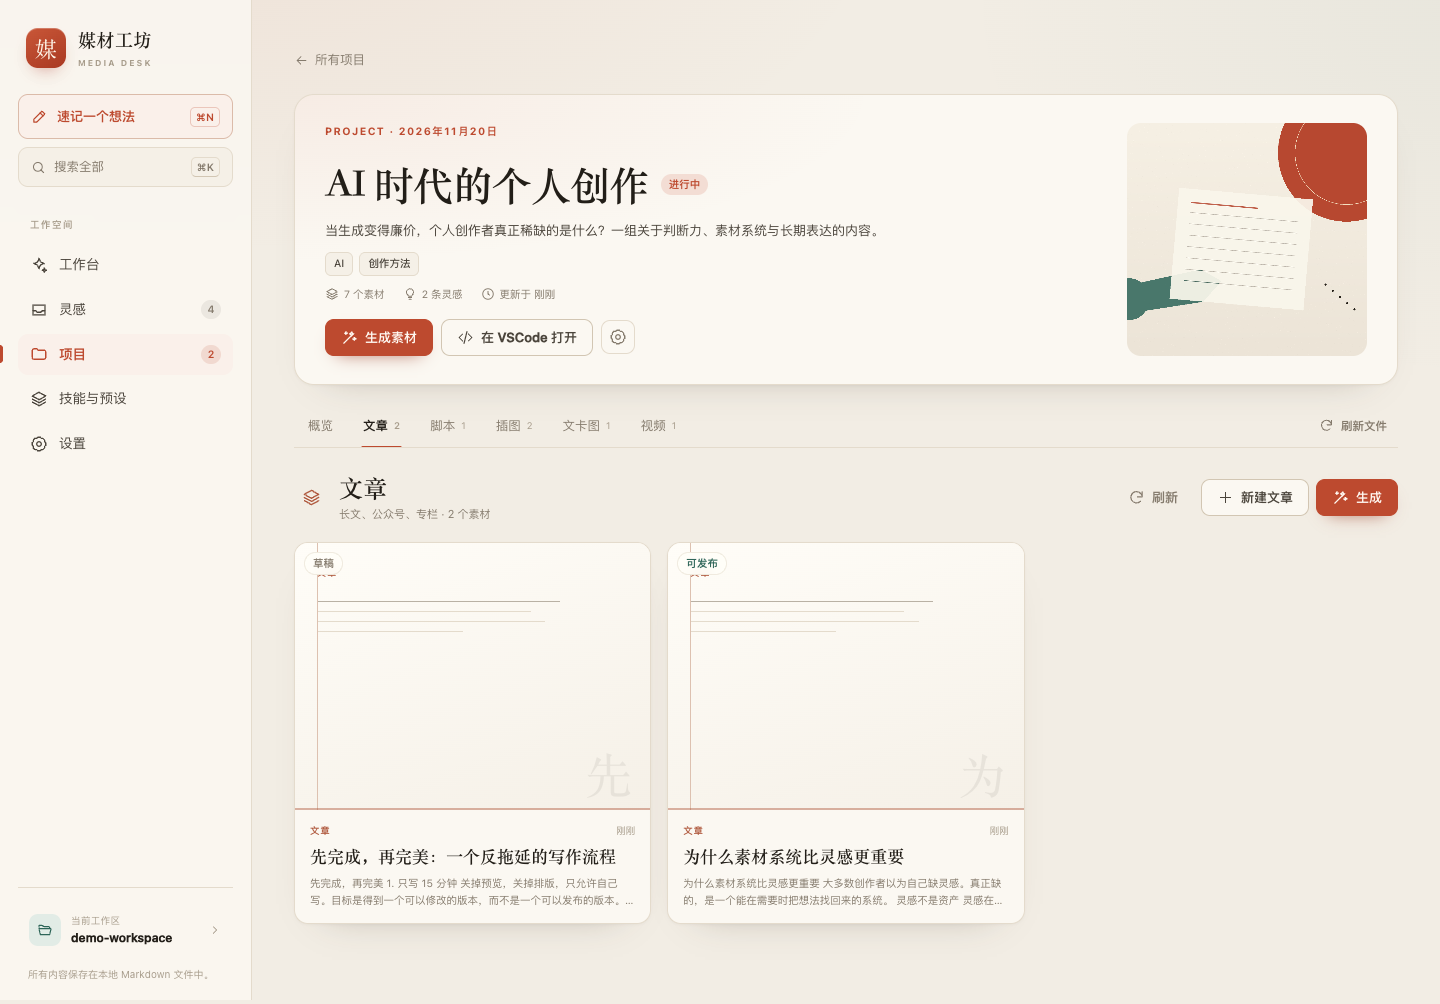 媒
媒材工坊
MEDIA DESK
速记一个想法 ⌘N
搜索全部 ⌘K
工作空间
工作台
灵感 4
项目 2
技能与预设
设置
当前工作区
demo-workspace
所有内容保存在本地 Markdown 文件中。
← 所有项目
PROJECT · 2026年11月20日
AI 时代的个人创作 进行中
当生成变得廉价，个人创作者真正稀缺的是什么？一组关于判断力、素材系统与长期表达的内容。
AI 创作方法
7 个素材 2 条灵感 更新于 刚刚
生成素材 在 VSCode 打开
概览 文章 2 脚本 1 插图 2 文卡图 1 视频 1 刷新文件
文章
长文、公众号、专栏 · 2 个素材
刷新 新建文章 生成
草稿
文章
先
文章 刚刚
先完成，再完美：一个反拖延的写作流程
先完成，再完美 1. 只写 15 分钟 关掉预览，关掉排版，只允许自己
写。目标是得到一个可以修改的版本，而不是一个可以发布的版本。...
可发布
文章
为
文章 刚刚
为什么素材系统比灵感更重要
为什么素材系统比灵感更重要 大多数创作者以为自己缺灵感。真正缺
的，是一个能在需要时把想法找回来的系统。 灵感不是资产 灵感在...